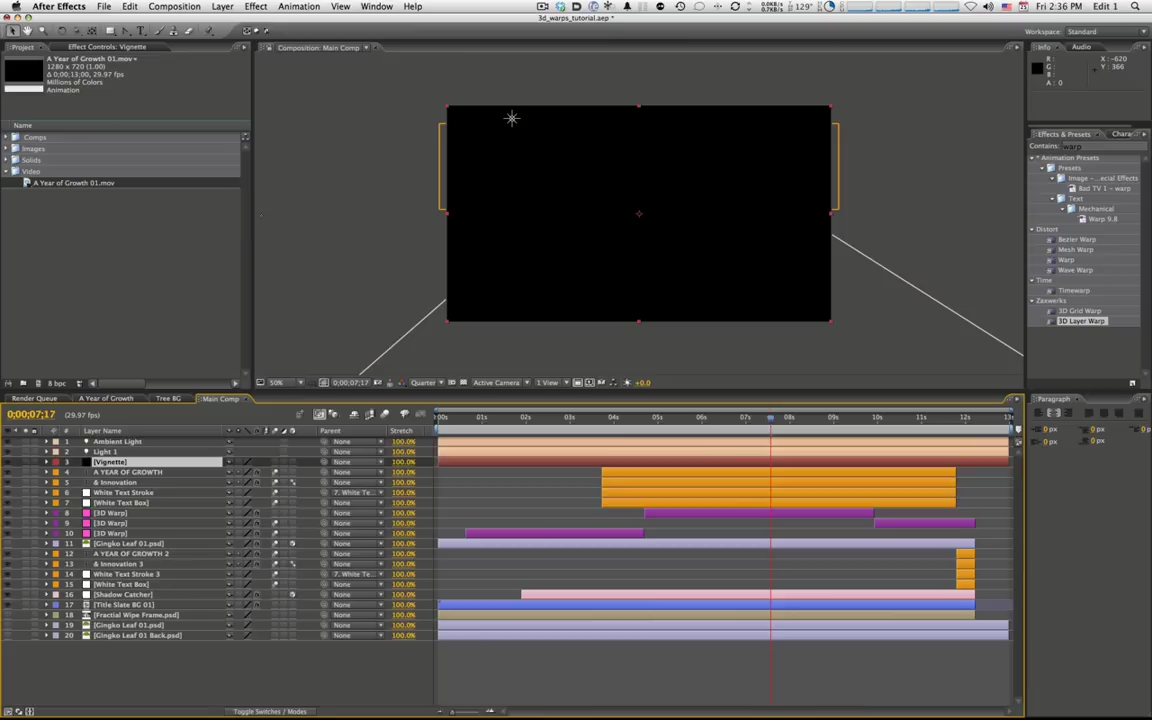 After Effects File Edit Composition Layer Effect Animation View Window Help
129° Fri 2:36 PM Edit 1
3d_warps_tutorial.aep *
Workspace: Standard
Project Effect Controls: Vignette
Composition: Main Comp
Info Audio
A Year of Growth 01.mov
1280 x 720 (1.00)
Δ 0;00;13;00, 29.97 fps
Millions of Colors
Animation
R :
G :
B :
A : 0
X : -620
Y : 366
Name
Comps
Images
Solids
Video
A Year of Growth 01.mov
Effects & Presets
Contains: warp
* Animation Presets
Presets
Image – ...ecial Effects
Bad TV 1 – warp
Text
Mechanical
Warp 9.8
Distort
Bezier Warp
Mesh Warp
Warp
Wave Warp
Time
Timewarp
Zaxwerks
3D Grid Warp
3D Layer Warp
8 bpc
50% 0;00;07;17 Quarter Active Camera 1 View +0.0
Render Queue A Year of Growth Tree BG Main Comp
Paragraph
0;00;07;17 (29.97 fps)
01s 02s 03s 04s 05s 06s 07s 08s 09s 10s 11s 12s
# Layer Name Parent Stretch
1 Ambient Light None 100.0%
2 Light 1 None 100.0%
3 [Vignette] None 100.0%
4 A YEAR OF GROWTH None 100.0%
5 & Innovation None 100.0%
6 White Text Stroke 7. White Te... 100.0%
7 [White Text Box] None 100.0%
8 [3D Warp] None 100.0%
9 [3D Warp] None 100.0%
10 [3D Warp] None 100.0%
11 [Gingko Leaf 01.psd] None 100.0%
12 A YEAR OF GROWTH 2 None 100.0%
13 & Innovation 3 None 100.0%
14 White Text Stroke 3 7. White Te... 100.0%
15 [White Text Box] None 100.0%
16 [Shadow Catcher] None 100.0%
17 [Title Slate BG 01] None 100.0%
18 [Fractial Wipe Frame.psd] None 100.0%
19 [Gingko Leaf 01.psd] None 100.0%
20 [Gingko Leaf 01 Back.psd] None 100.0%
0 px 0 px
0 px 0 px
Toggle Switches / Modes